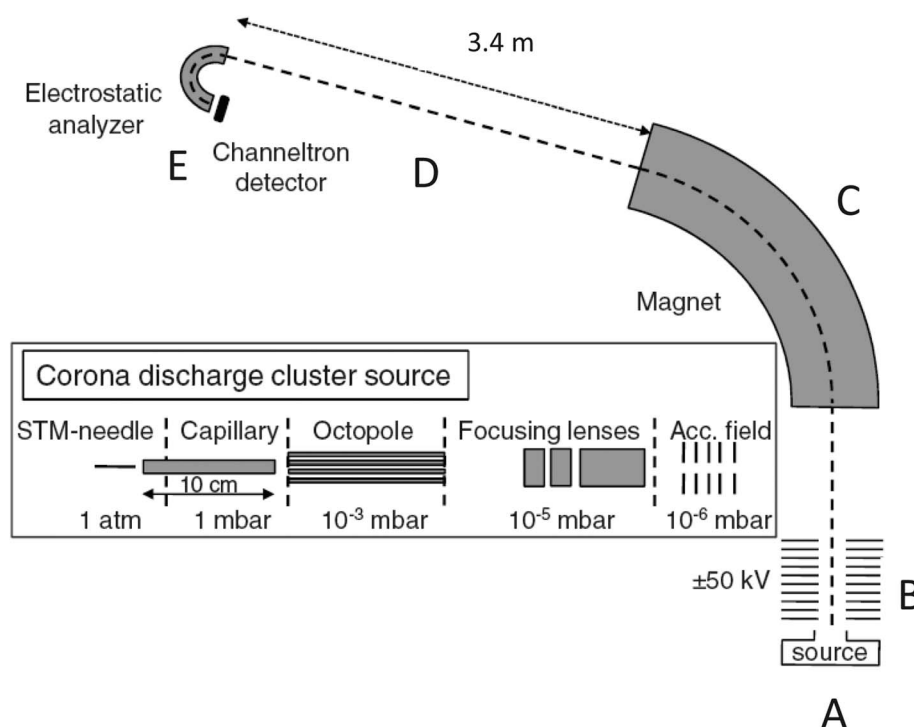 3.4 m
Electrostatic
analyzer
E
Channeltron
detector
D
C
Magnet
Corona discharge cluster source
STM-needle Capillary Octopole Focusing lenses Acc. field
10 cm
1 atm 1 mbar 10⁻³ mbar 10⁻⁵ mbar 10⁻⁶ mbar
±50 kV
B
source
A